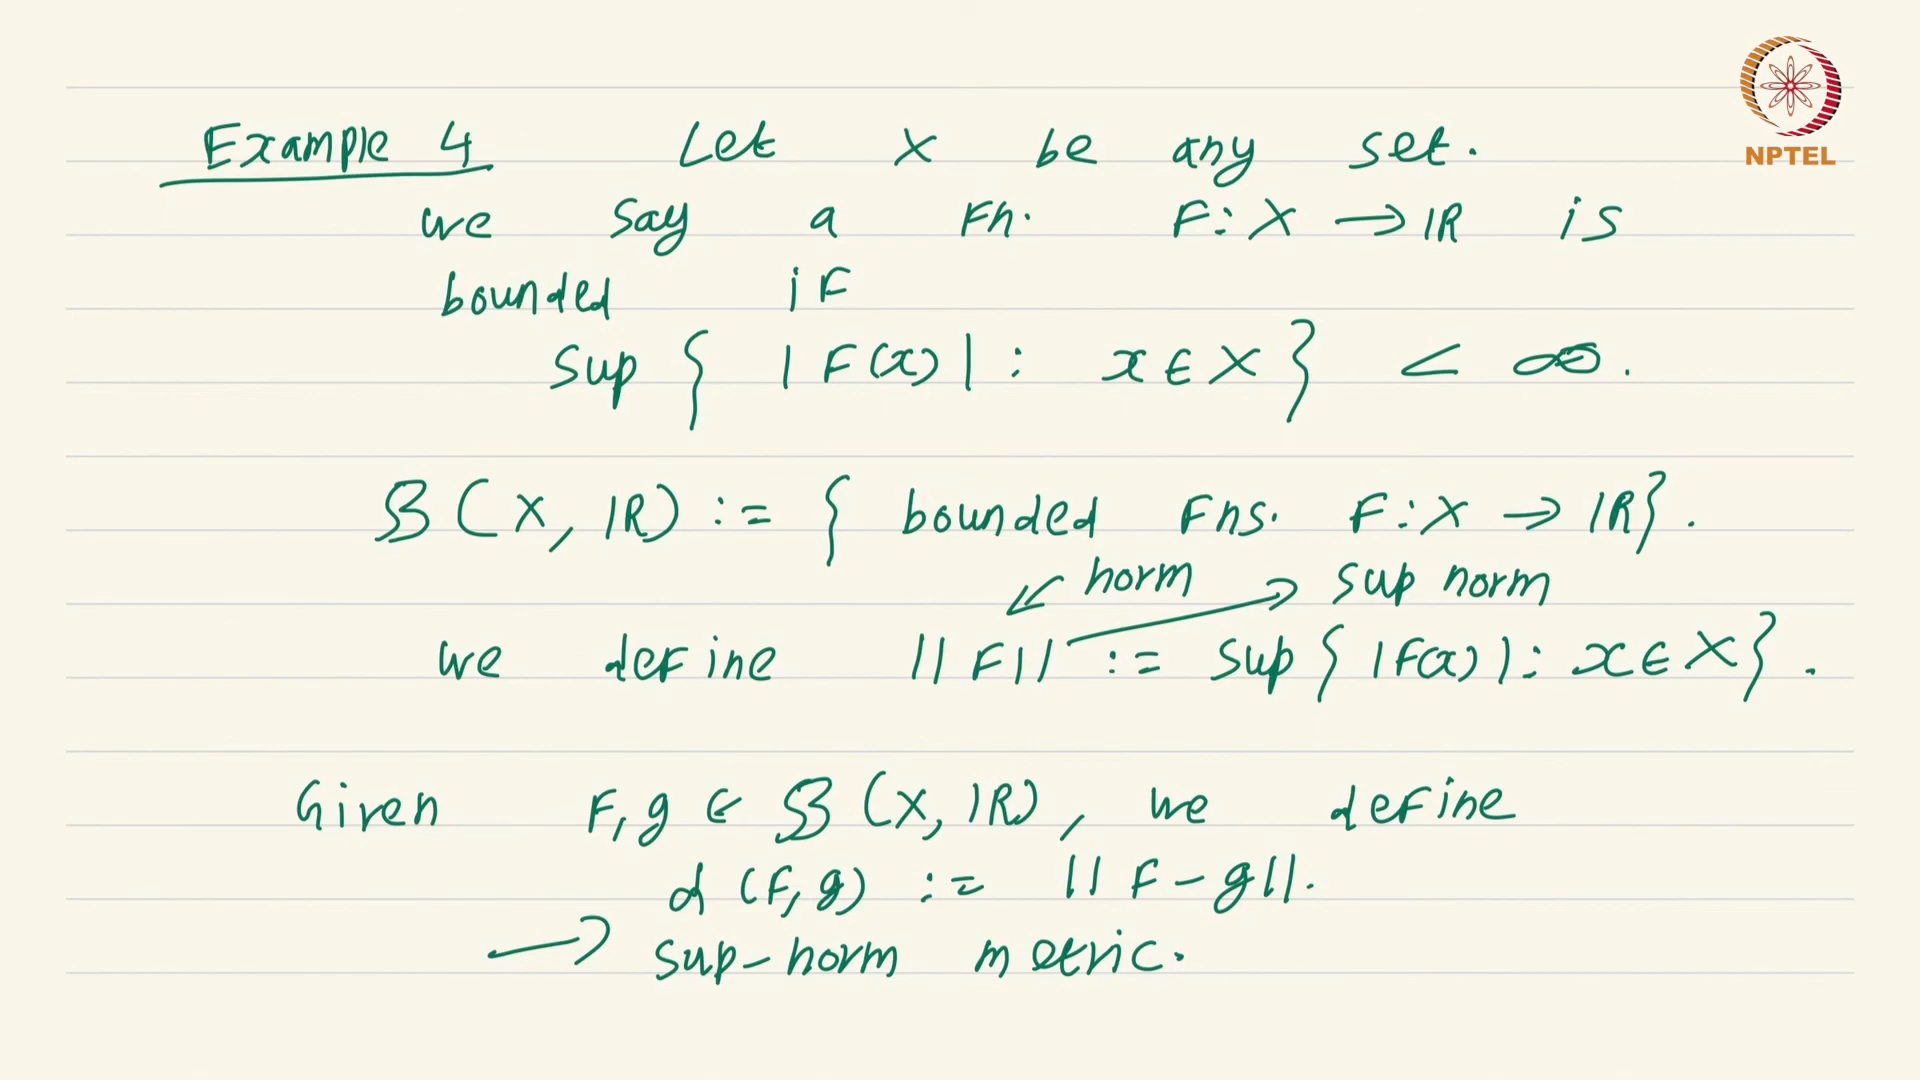 NPTEL
Example 4 Let X be any set.
we say a Fn. F: X → ℝ is
bounded if
sup { |F(x)| : x ∈ X } < ∞.
ℬ(X, ℝ) := { bounded Fns. F: X → ℝ }.
norm sup norm
we define ||F|| := sup { |F(x)| : x ∈ X }.
Given F, g ∈ ℬ(X, ℝ), we define
d(F, g) := ||F - g||.
→ sup-norm metric.